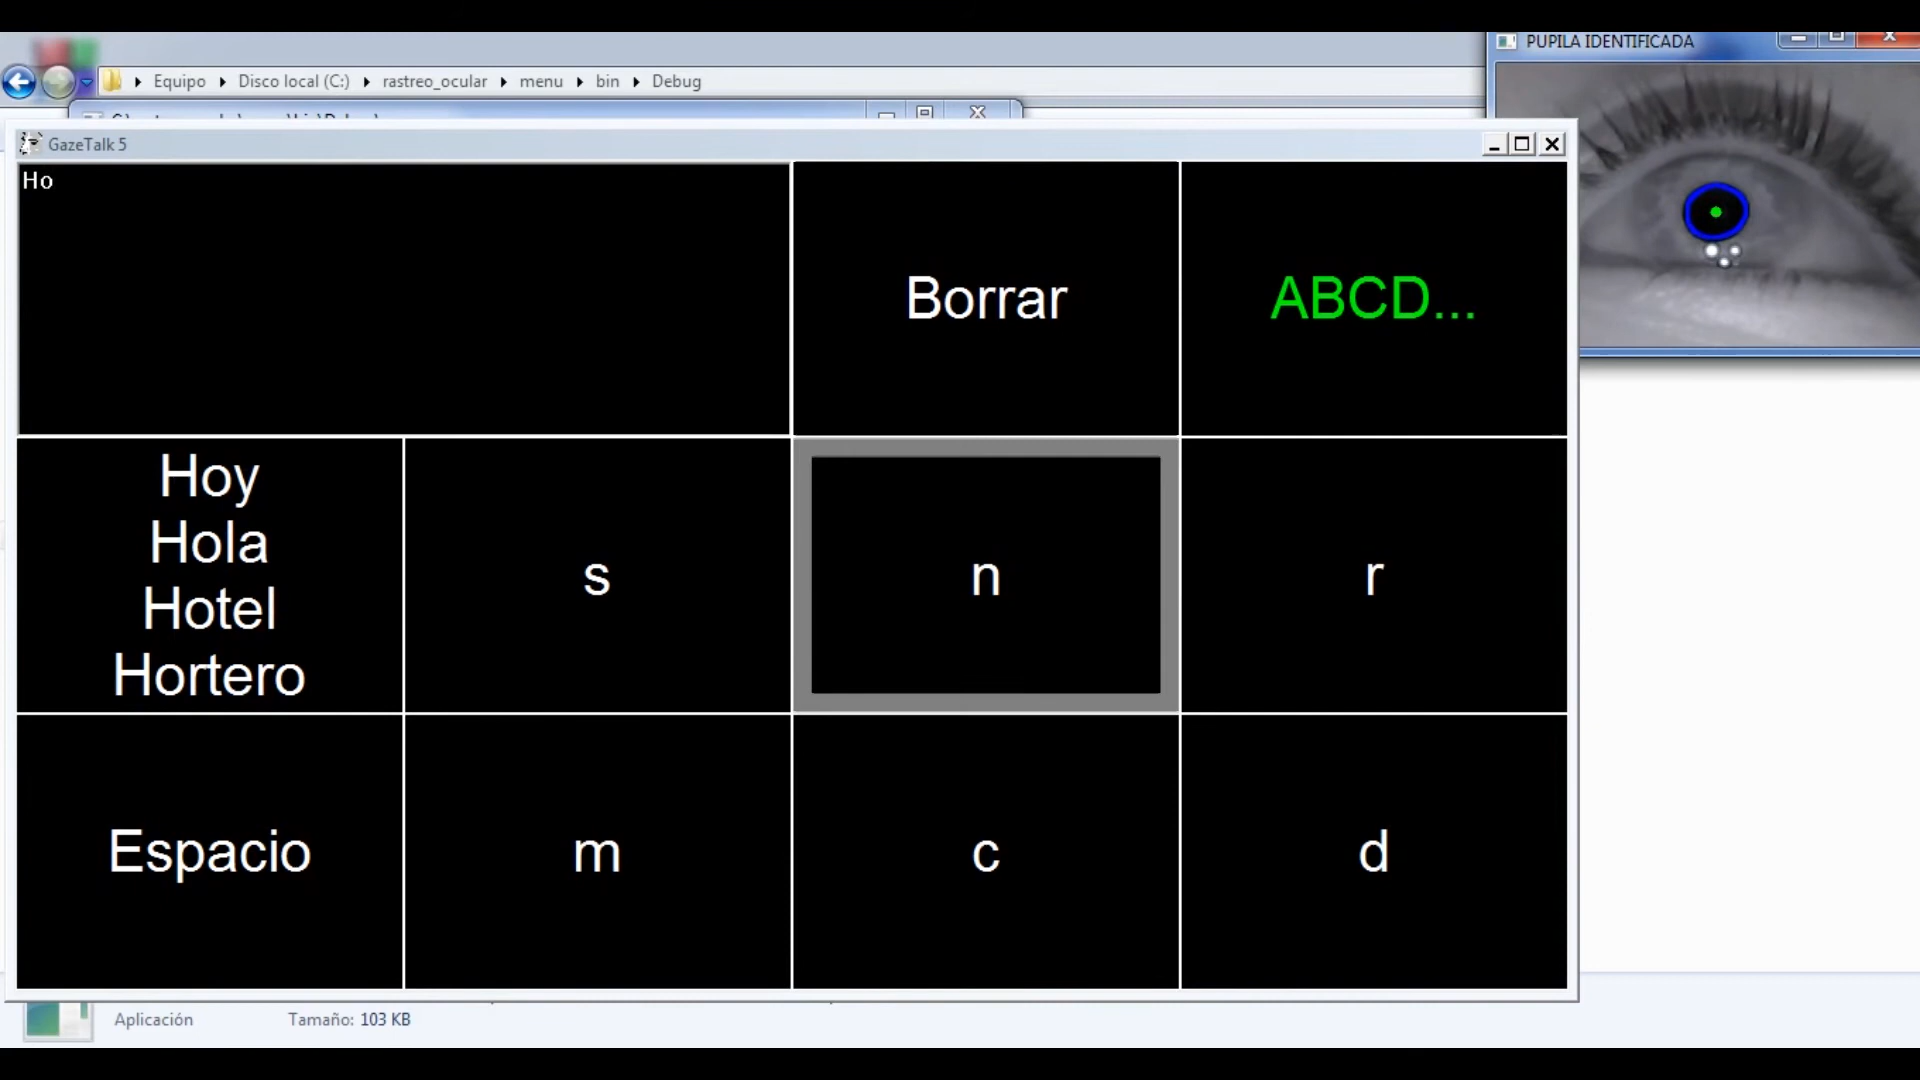 PUPILA IDENTIFICADA
Equipo Disco local (C:) rastreo_ocular menu bin Debug
GazeTalk 5
Ho
Borrar
ABCD...
Hoy
Hola
Hotel
Hortero
s
n
r
Espacio
m
c
d
Aplicación
Tamaño: 103 KB